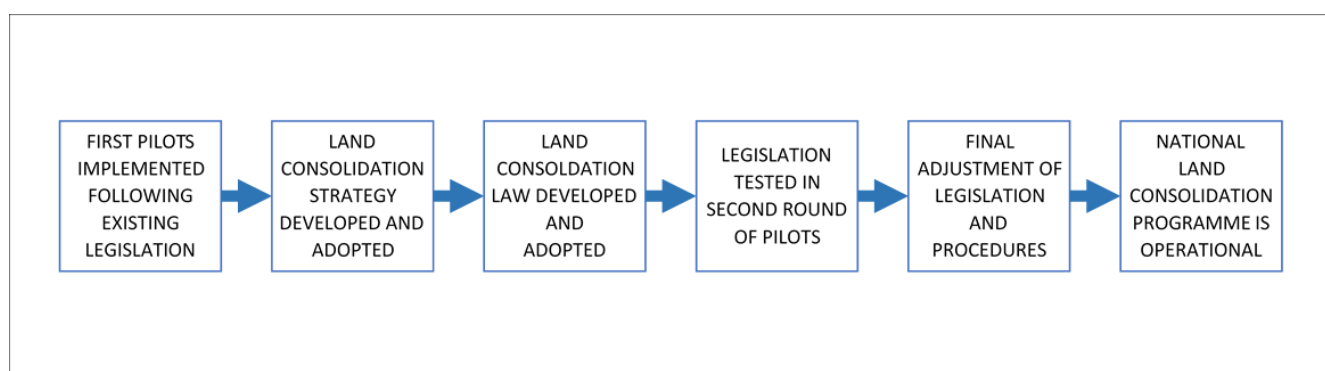 FIRST PILOTS
IMPLEMENTED
FOLLOWING
EXISTING
LEGISLATION
LAND
CONSOLIDATION
STRATEGY
DEVELOPED AND
ADOPTED
LAND
CONSOLDATION
LAW DEVELOPED
AND
ADOPTED
LEGISLATION
TESTED IN
SECOND ROUND
OF PILOTS
FINAL
ADJUSTMENT OF
LEGISLATION
AND
PROCEDURES
NATIONAL
LAND
CONSOLIDATION
PROGRAMME IS
OPERATIONAL